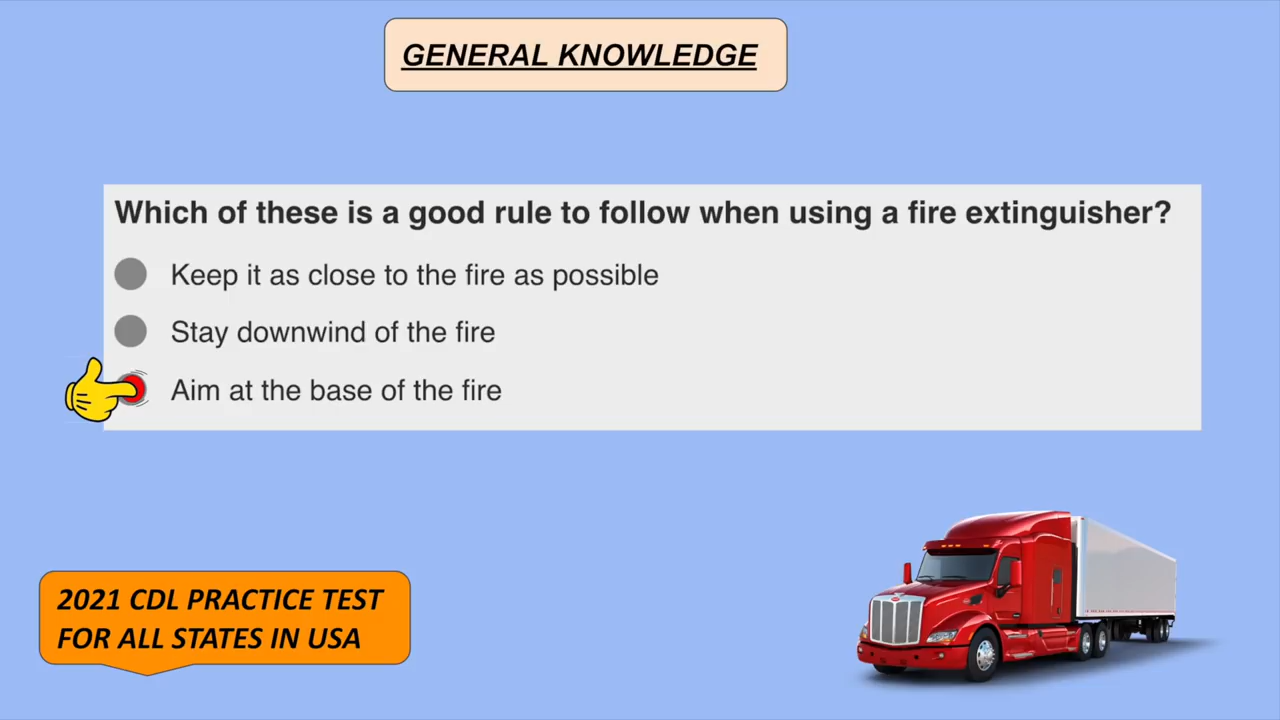 GENERAL KNOWLEDGE
Which of these is a good rule to follow when using a fire extinguisher?
Keep it as close to the fire as possible
Stay downwind of the fire
Aim at the base of the fire
2021 CDL PRACTICE TEST
FOR ALL STATES IN USA